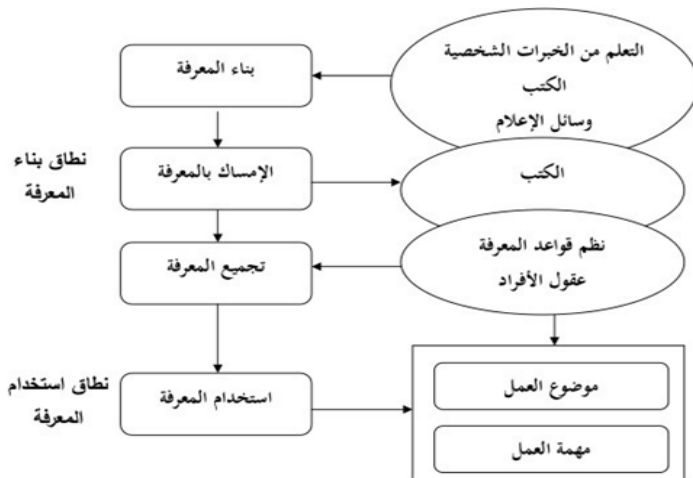 التعلم من الخبرات الشخصية
الكتب
وسائل الإعلام
بناء المعرفة
نطاق بناء
المعرفة
الإمساك بالمعرفة
الكتب
تجميع المعرفة
نظم قواعد المعرفة
عقول الأفراد
نطاق استخدام
المعرفة
استخدام المعرفة
موضوع العمل
مهمة العمل